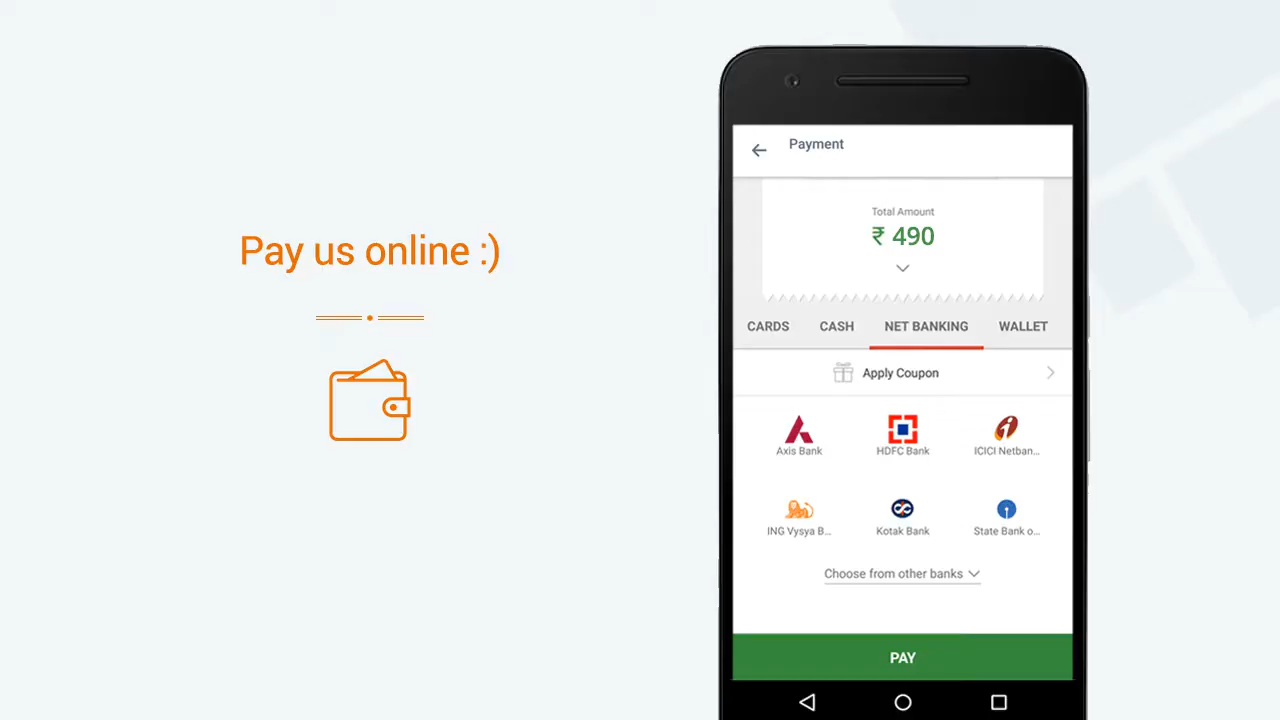 Pay us online :)
Payment
Total Amount
₹ 490
CARDS CASH NET BANKING WALLET
Apply Coupon
Axis Bank HDFC Bank ICICI Netban...
ING Vysya B... Kotak Bank State Bank o...
Choose from other banks
PAY